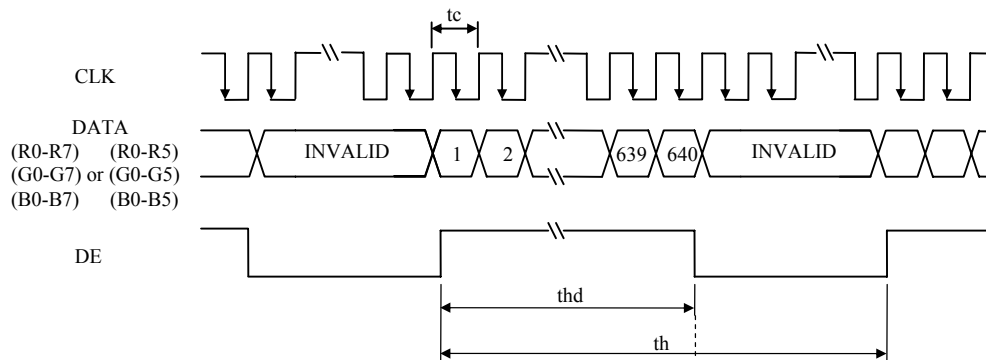 tc
CLK
DATA
(R0-R7) (R0-R5)
(G0-G7) or (G0-G5)
(B0-B7) (B0-B5)
INVALID 1 2 639 640 INVALID
DE
thd
th